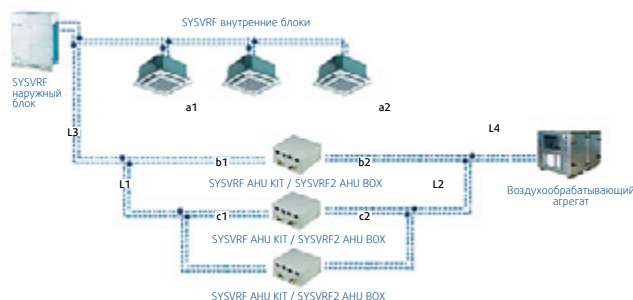 SYSVRF внутренние блоки
SYSVRF
наружный
блок
a1
a2
L3
L4
b1
b2
SYSVRF AHU KIT / SYSVRF2 AHU BOX
Воздухообрабатывающий
агрегат
L1
L2
c1
c2
SYSVRF AHU KIT / SYSVRF2 AHU BOX
SYSVRF AHU KIT / SYSVRF2 AHU BOX